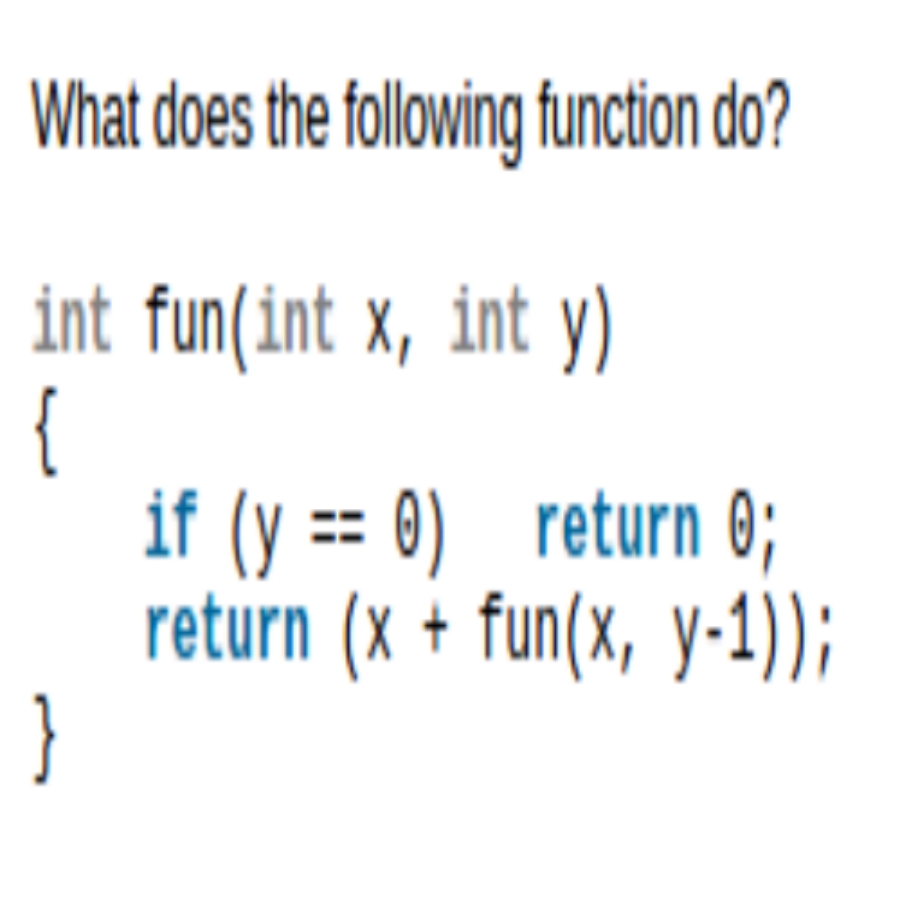 What does the following function do?
int fun(int x, int y)
{
    if (y == 0)   return 0;
    return (x + fun(x, y-1));
}